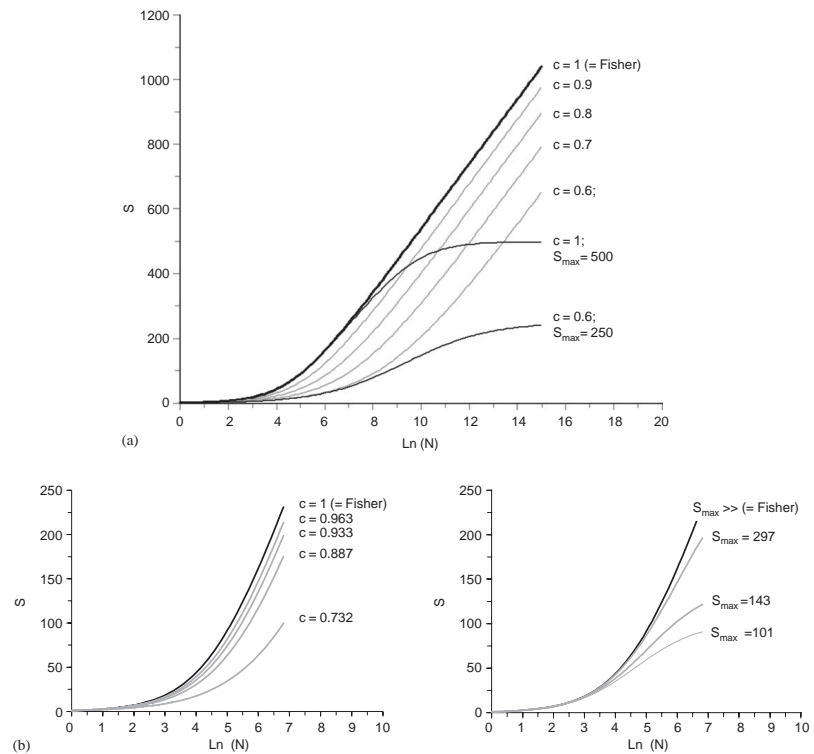 1200
1000
800
600
400
200
0
S
0 2 4 6 8 10 12 14 16 18 20
Ln (N)
c = 1 (= Fisher)
c = 0.9
c = 0.8
c = 0.7
c = 0.6;
c = 1;
Smax= 500
c = 0.6;
Smax= 250
(a)
250
200
150
100
50
0
S
0 1 2 3 4 5 6 7 8 9 10
Ln (N)
c = 1 (= Fisher)
c = 0.963
c = 0.933
c = 0.887
c = 0.732
(b)
250
200
150
100
50
0
S
0 1 2 3 4 5 6 7 8 9 10
Ln (N)
Smax >> (= Fisher)
Smax = 297
Smax =143
Smax =101